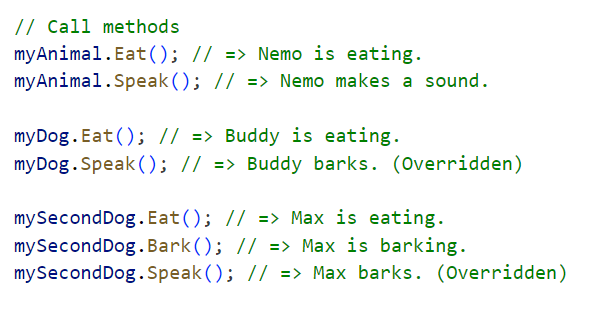 // Call methods
myAnimal.Eat(); // => Nemo is eating.
myAnimal.Speak(); // => Nemo makes a sound.
myDog.Eat(); // => Buddy is eating.
myDog.Speak(); // => Buddy barks. (Overridden)
mySecondDog.Eat(); // => Max is eating.
mySecondDog.Bark(); // => Max is barking.
mySecondDog.Speak(); // => Max barks. (Overridden)